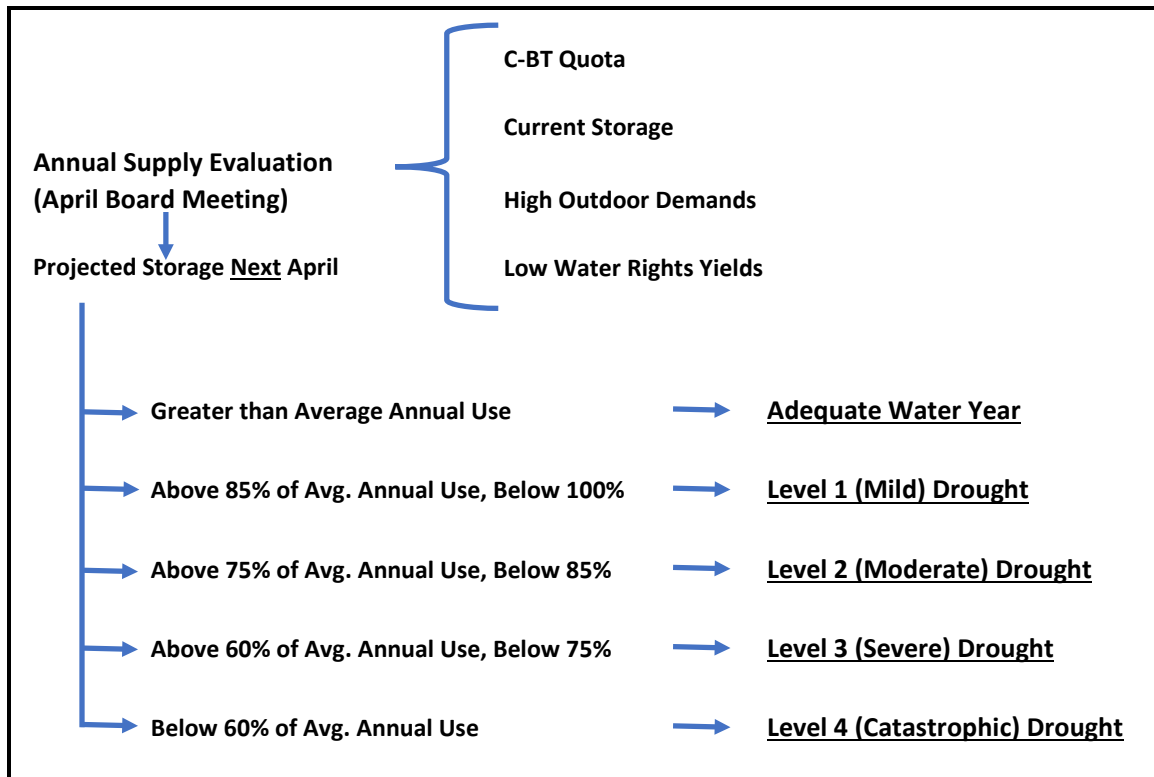 C-BT Quota
Current Storage
Annual Supply Evaluation
(April Board Meeting)
High Outdoor Demands
Projected Storage Next April
Low Water Rights Yields
Greater than Average Annual Use
Adequate Water Year
Above 85% of Avg. Annual Use, Below 100%
Level 1 (Mild) Drought
Above 75% of Avg. Annual Use, Below 85%
Level 2 (Moderate) Drought
Above 60% of Avg. Annual Use, Below 75%
Level 3 (Severe) Drought
Below 60% of Avg. Annual Use
Level 4 (Catastrophic) Drought